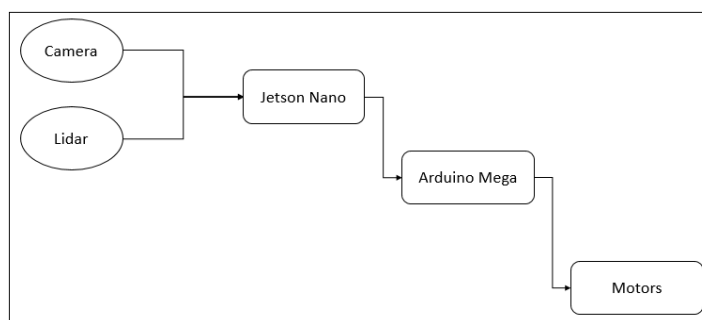 Camera
Lidar
Jetson Nano
Arduino Mega
Motors